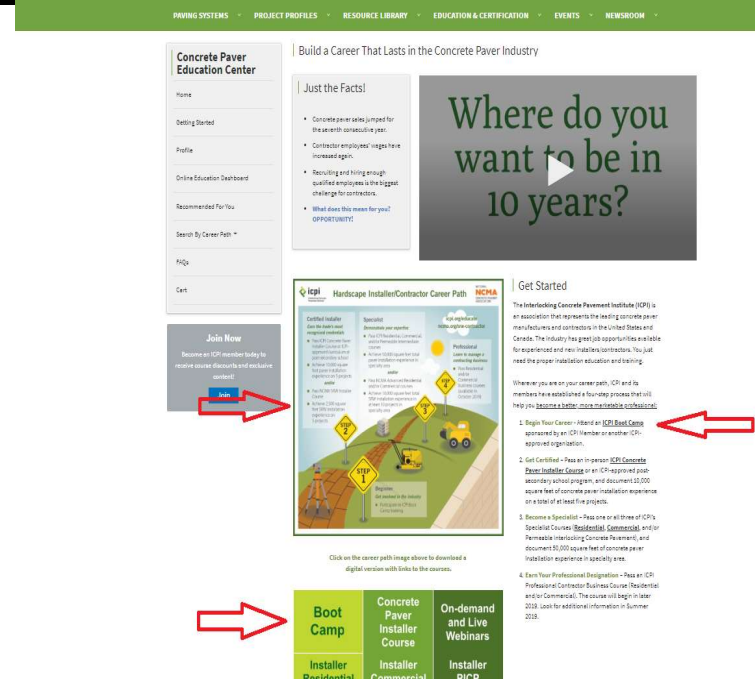 PAVING SYSTEMS PROJECT PROFILES RESOURCE LIBRARY EDUCATION & CERTIFICATION EVENTS NEWSROOM
Concrete Paver
Education Center
Home
Getting Started
Profile
Online Education Dashboard
Recommended For You
Search By Career Path
FAQs
Cart
Join Now
Become an ICPI member today to
receive course discounts and exclusive
content!
Join
Build a Career That Lasts in the Concrete Paver Industry
Just the Facts!
• Concrete paver sales jumped for
the seventh consecutive year.
• Contractor employees' wages have
increased again.
• Recruiting and hiring enough
qualified employees is the biggest
challenge for contractors.
• What does this mean for you?
OPPORTUNITY!
Where do you
want to be in
10 years?
icpi Hardscape Installer/Contractor Career Path NCMA
Certified Installer
Specialist
Demonstrate your expertise
Professional
Learn to manage a
contracting business
STEP
4
STEP
3
STEP
2
STEP
1
Beginner
Get involved in the industry
Click on the career path image above to download a
digital version with links to the courses.
Boot
Camp
Concrete
Paver
Installer
Course
On-demand
and Live
Webinars
Installer
Residential
Installer
Commercial
Installer
PICP
Get Started
The Interlocking Concrete Pavement Institute (ICPI) is
an association that represents the leading concrete paver
manufacturers and contractors in the United States and
Canada. The industry has great job opportunities available
for experienced and new installers/contractors. You just
need the proper installation education and training.
Wherever you are on your career path, ICPI and its
members have established a four-step process that will
help you become a better, more marketable professional:
1. Begin Your Career - Attend an ICPI Boot Camp
sponsored by an ICPI Member or another ICPI-
approved organization.
2. Get Certified – Pass an in-person ICPI Concrete
Paver Installer Course or an ICPI-approved post-
secondary school program, and document 10,000
square feet of concrete paver installation experience
on a total of at least five projects.
3. Become a Specialist – Pass one or all three of ICPI's
Specialist Courses (Residential, Commercial, and/or
Permeable Interlocking Concrete Pavement), and
document 50,000 square feet of concrete paver
installation experience in specialty area.
4. Earn Your Professional Designation – Pass an ICPI
Professional Contractor Business Course (Residential
and/or Commercial). The course will begin in later
2019. Look for additional information in Summer
2019.